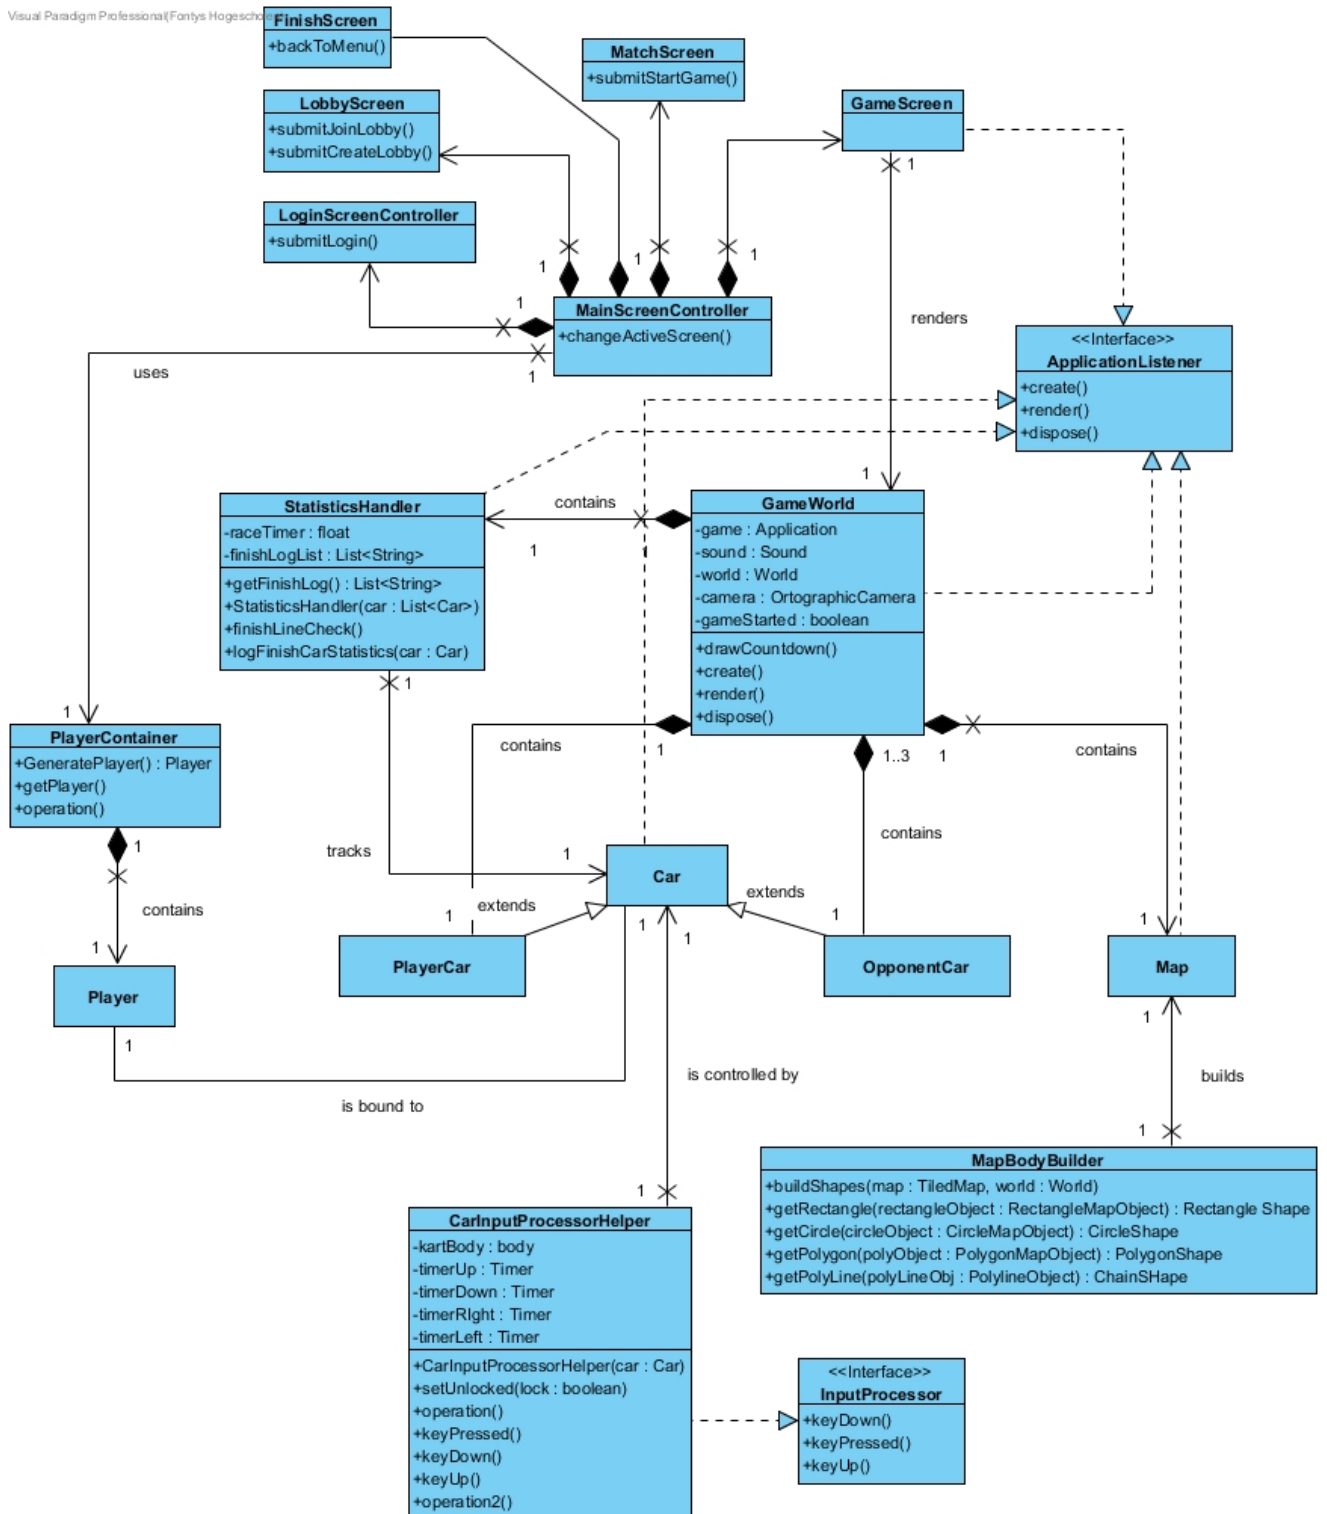 Visual Paradigm Professional(Fontys Hogeschole
FinishScreen
+backToMenu()
MatchScreen
+submitStartGame()
LobbyScreen
+submitJoinLobby()
+submitCreateLobby()
GameScreen
1
LoginScreenController
+submitLogin()
1
1
1
1
MainScreenController
+changeActiveScreen()
renders
<<Interface>>
ApplicationListener
+create()
+render()
+dispose()
uses
1
1
StatisticsHandler
-raceTimer : float
-finishLogList : List<String>
+getFinishLog() : List<String>
+StatisticsHandler(car : List<Car>)
+finishLineCheck()
+logFinishCarStatistics(car : Car)
contains
1
1
GameWorld
-game : Application
-sound : Sound
-world : World
-camera : OrtographicCamera
-gameStarted : boolean
+drawCountdown()
+create()
+render()
+dispose()
1
1
PlayerContainer
+GeneratePlayer() : Player
+getPlayer()
+operation()
contains
1
1..3
1
contains
contains
tracks
1
Car
1
contains
1
extends
1
extends
1
1
1
1
1
PlayerCar
OpponentCar
Map
Player
1
1
is bound to
is controlled by
builds
1
1
MapBodyBuilder
+buildShapes(map : TiledMap, world : World)
+getRectangle(rectangleObject : RectangleMapObject) : Rectangle Shape
+getCircle(circleObject : CircleMapObject) : CircleShape
+getPolygon(polyObject : PolygonMapObject) : PolygonShape
+getPolyLine(polyLineObj : PolylineObject) : ChainSHape
CarInputProcessorHelper
-kartBody : body
-timerUp : Timer
-timerDown : Timer
-timerRIght : Timer
-timerLeft : Timer
+CarInputProcessorHelper(car : Car)
+setUnlocked(lock : boolean)
+operation()
+keyPressed()
+keyDown()
+keyUp()
+operation2()
<<Interface>>
InputProcessor
+keyDown()
+keyPressed()
+keyUp()